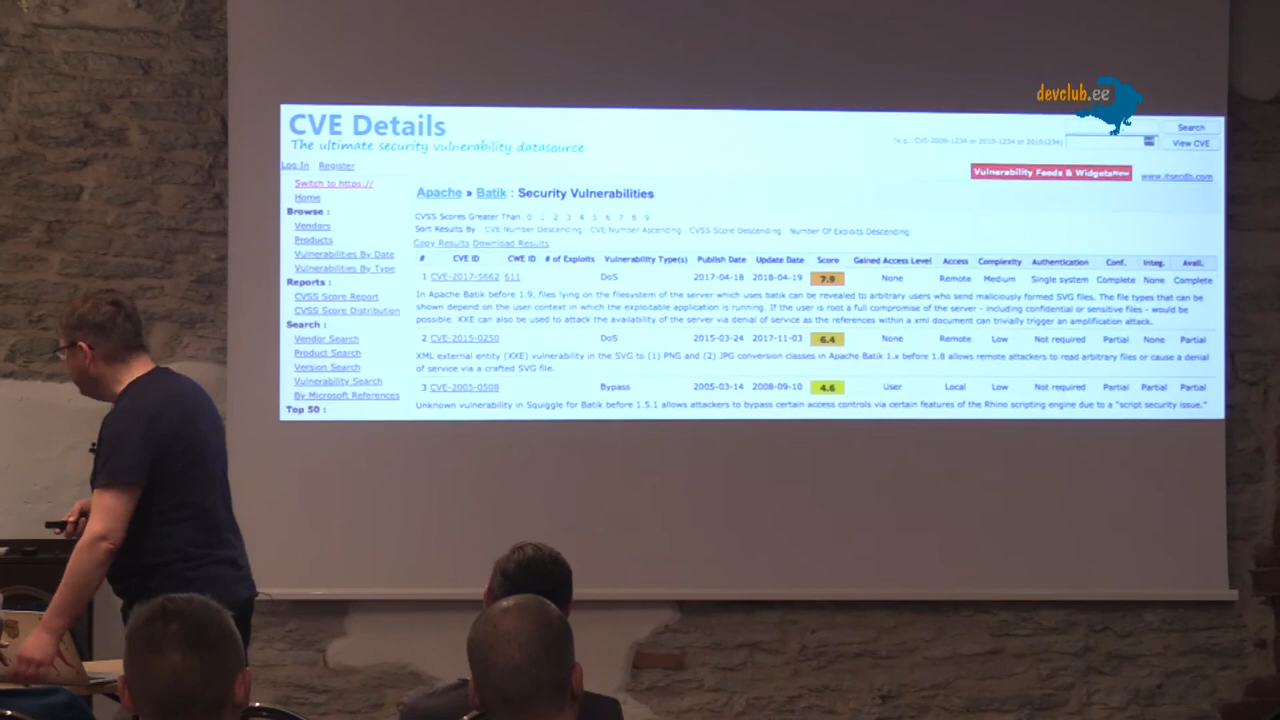 devclub.ee
CVE Details
The ultimate security vulnerability datasource
(e.g.: CVE-2009-1234 or 2010-1234 or 20101234)
Search
View CVE
Log In Register
Vulnerability Feeds & WidgetsNew
www.itsecdb.com
Switch to https://
Home
Browse :
Vendors
Products
Vulnerabilities By Date
Vulnerabilities By Type
Reports :
CVSS Score Report
CVSS Score Distribution
Search :
Vendor Search
Product Search
Version Search
Vulnerability Search
By Microsoft References
Top 50 :
Apache » Batik : Security Vulnerabilities
CVSS Scores Greater Than: 0 1 2 3 4 5 6 7 8 9
Sort Results By : CVE Number Descending CVE Number Ascending CVSS Score Descending Number Of Exploits Descending
Copy Results Download Results
# CVE ID CWE ID # of Exploits Vulnerability Type(s) Publish Date Update Date Score Gained Access Level Access Complexity Authentication Conf. Integ. Avail.
1 CVE-2017-5662 611 DoS 2017-04-18 2018-04-19 7.9 None Remote Medium Single system Complete None Complete
In Apache Batik before 1.9, files lying on the filesystem of the server which uses batik can be revealed to arbitrary users who send maliciously formed SVG files. The file types that can be
shown depend on the user context in which the exploitable application is running. If the user is root a full compromise of the server - including confidential or sensitive files - would be
possible. XXE can also be used to attack the availability of the server via denial of service as the references within a xml document can trivially trigger an amplification attack.
2 CVE-2015-0250 DoS 2015-03-24 2017-11-03 6.4 None Remote Low Not required Partial None Partial
XML external entity (XXE) vulnerability in the SVG to (1) PNG and (2) JPG conversion classes in Apache Batik 1.x before 1.8 allows remote attackers to read arbitrary files or cause a denial
of service via a crafted SVG file.
3 CVE-2005-0508 Bypass 2005-03-14 2008-09-10 4.6 User Local Low Not required Partial Partial Partial
Unknown vulnerability in Squiggle for Batik before 1.5.1 allows attackers to bypass certain access controls via certain features of the Rhino scripting engine due to a "script security issue."